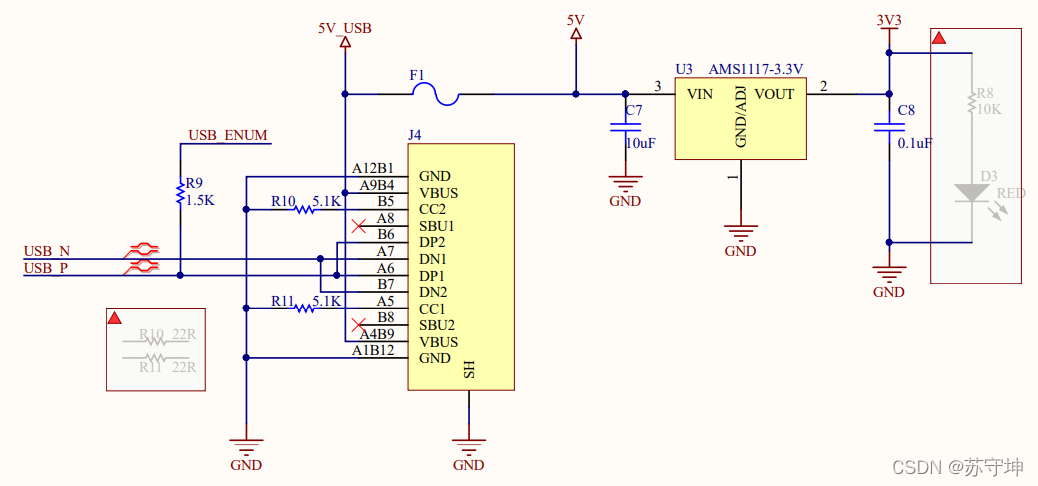 5V_USB
5V
3V3
F1
U3 AMS1117-3.3V
3 VIN VOUT 2
GND/ADJ
1
C7
10uF
GND
GND
C8
0.1uF
GND
R8
10K
D3
RED
USB_ENUM
R9
1.5K
USB_N
USB_P
R10 22R
R11 22R
J4
A12B1 GND
A9B4 VBUS
R10 5.1K B5 CC2
A8 SBU1
B6 DP2
A7 DN1
A6 DP1
B7 DN2
R11 5.1K A5 CC1
B8 SBU2
A4B9 VBUS
A1B12 GND
SH
GND
GND
CSDN @苏守坤